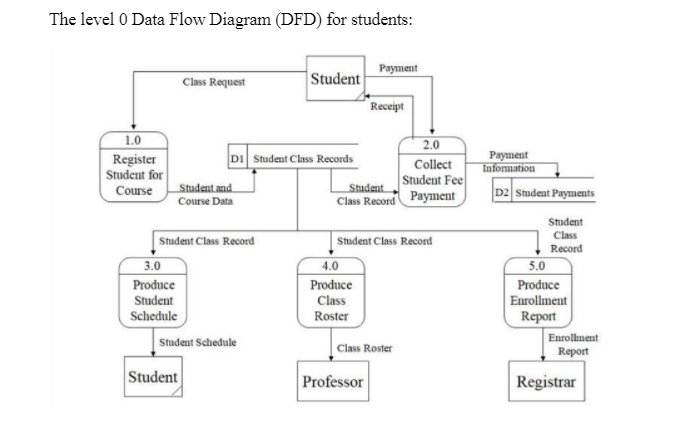 The level 0 Data Flow Diagram (DFD) for students:
Payment
Student
Class Request
Receipt
1.0
Register
Student for
Course
D1 Student Class Records
2.0
Collect
Student Fee
Payment
Payment
Information
D2 Student Payments
Student and
Course Data
Student
Class Record
Student Class Record
Student Class Record
Student
Class
Record
3.0
Produce
Student
Schedule
4.0
Produce
Class
Roster
5.0
Produce
Enrollment
Report
Student Schedule
Class Roster
Enrollment
Report
Student
Professor
Registrar